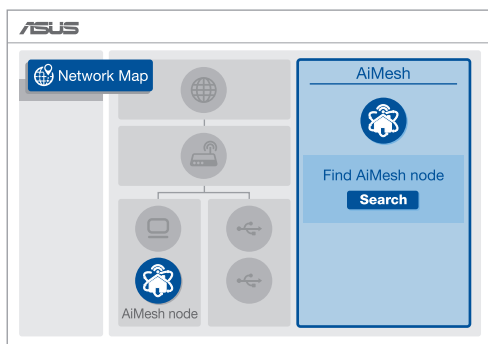 ASUS
Network Map
AiMesh
Find AiMesh node
Search
AiMesh node